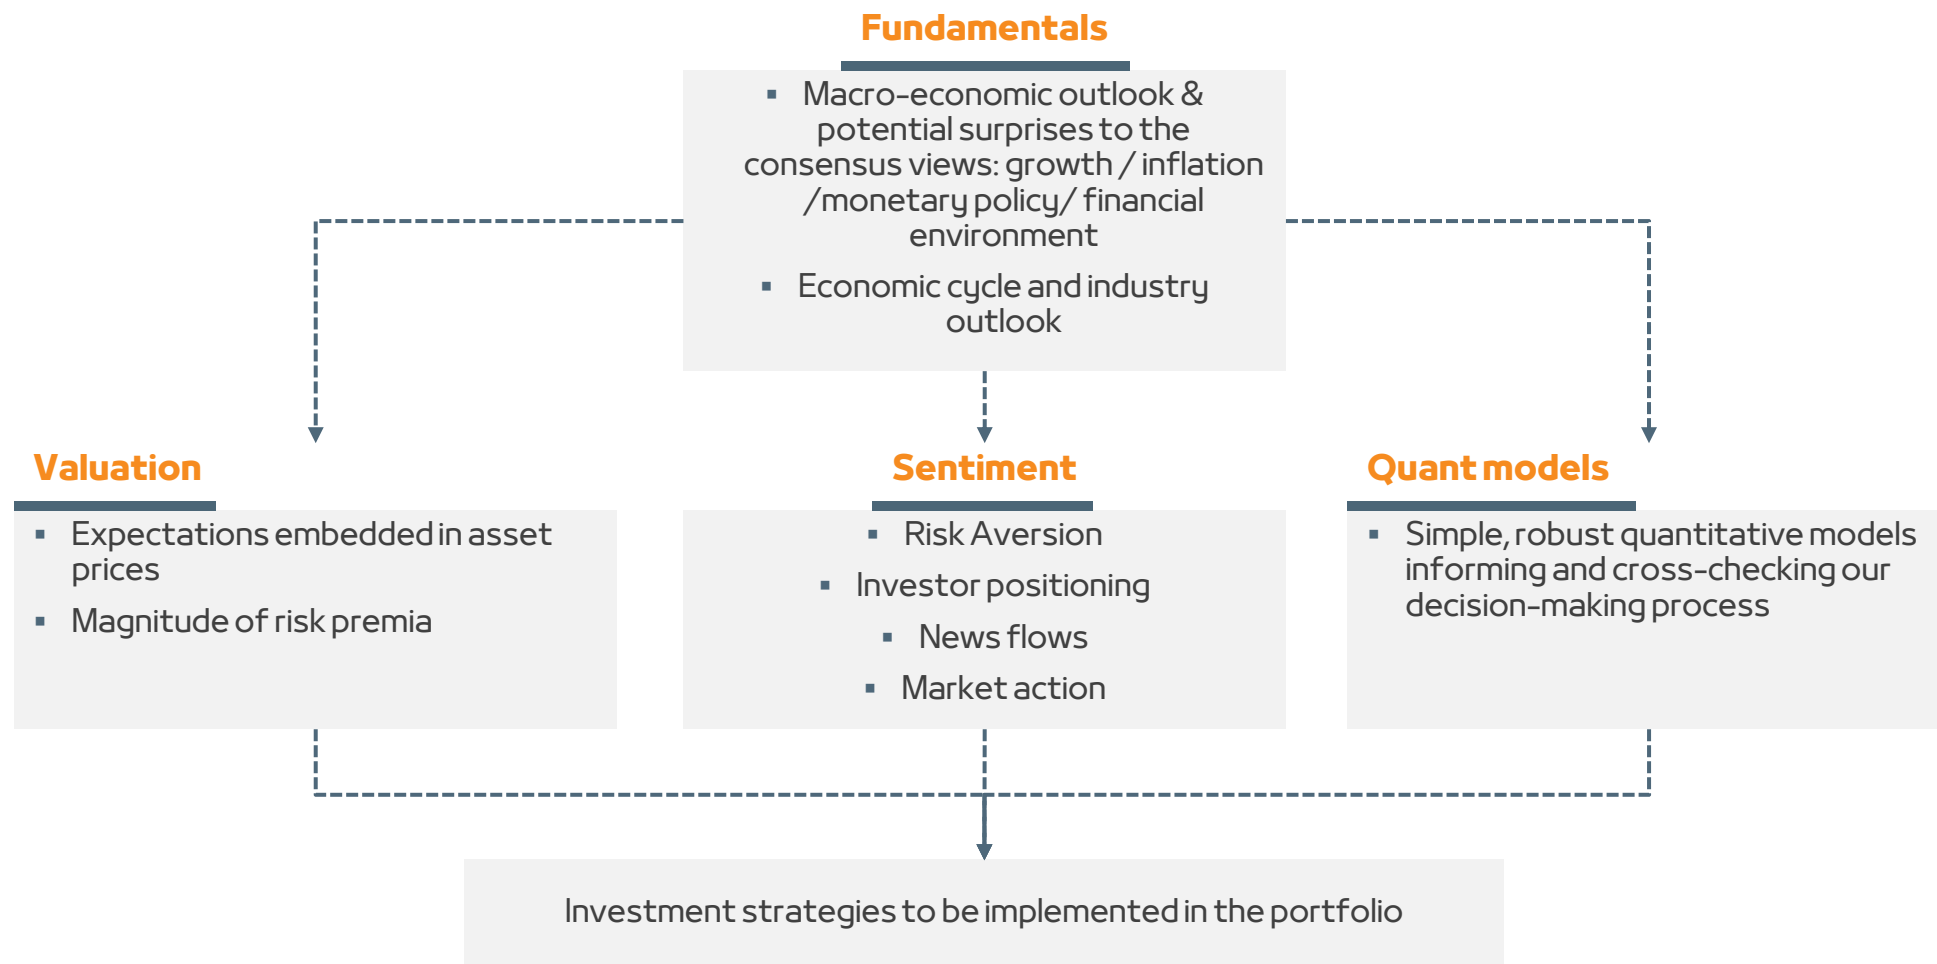 Fundamentals
▪ Macro-economic outlook &
potential surprises to the
consensus views: growth / inflation
/monetary policy/ financial
environment
▪ Economic cycle and industry
outlook
Valuation
▪ Expectations embedded in asset
prices
▪ Magnitude of risk premia
Sentiment
▪ Risk Aversion
▪ Investor positioning
▪ News flows
▪ Market action
Quant models
▪ Simple, robust quantitative models
informing and cross-checking our
decision-making process
Investment strategies to be implemented in the portfolio